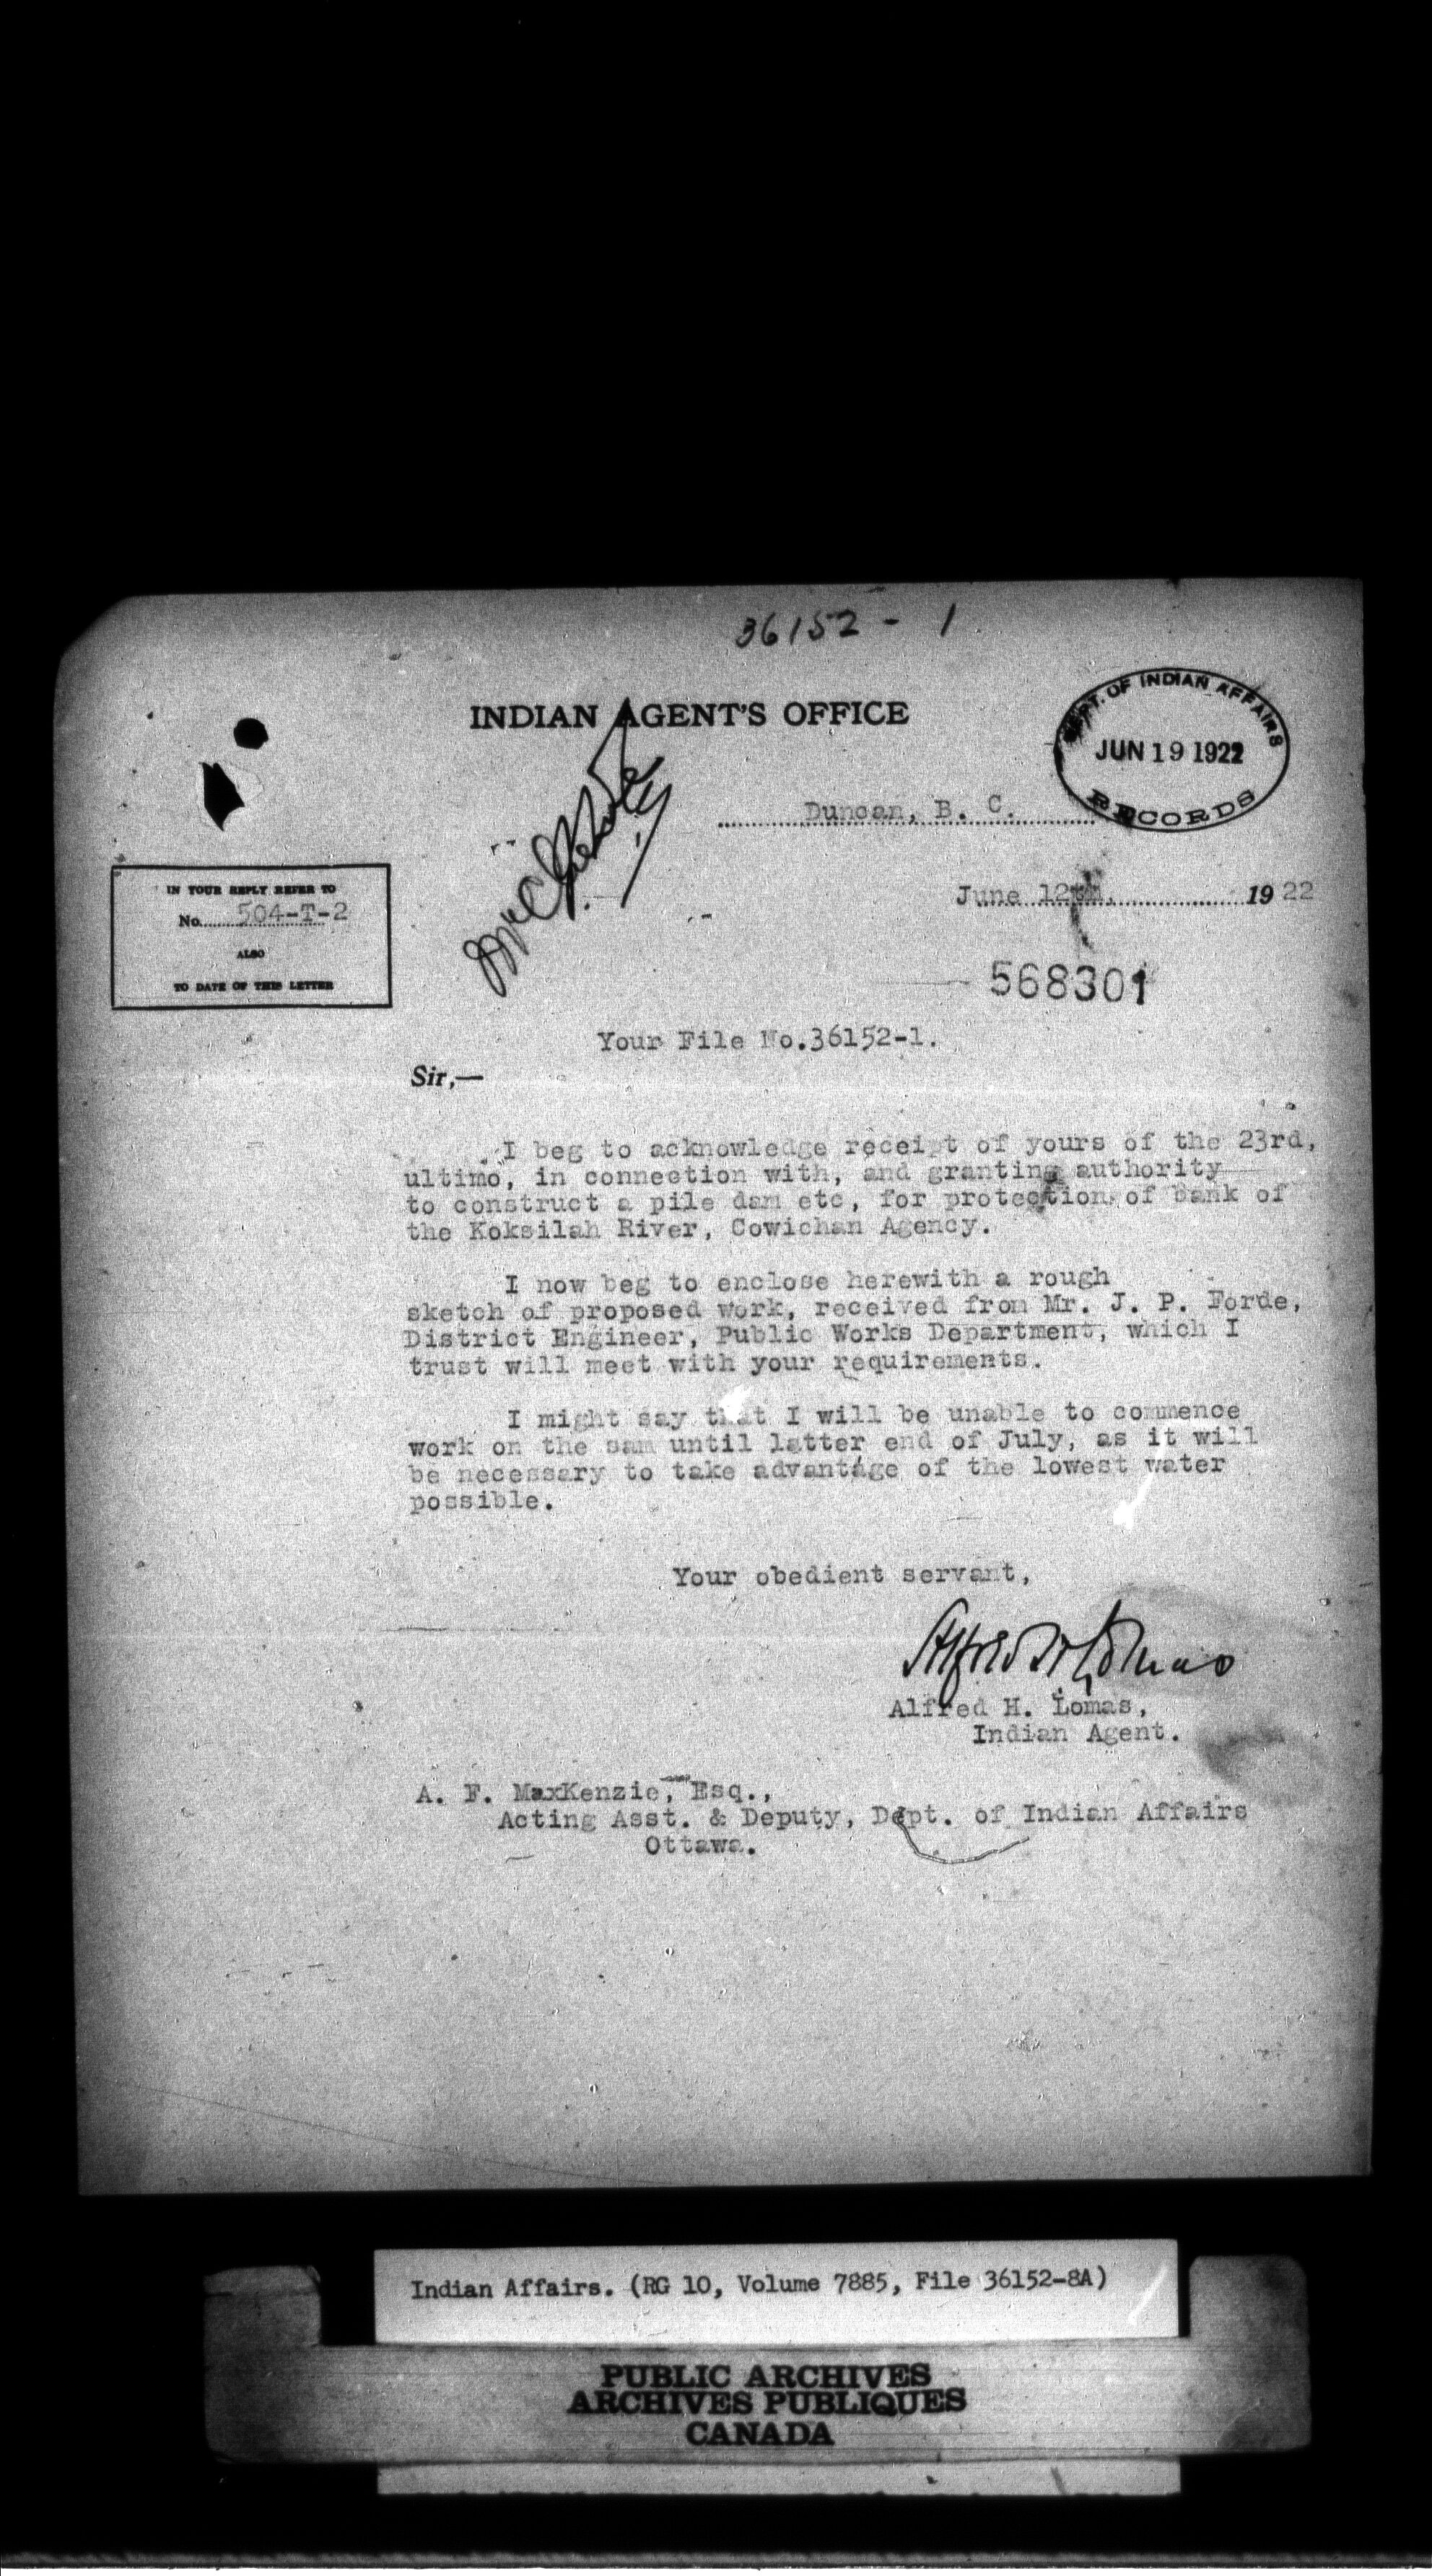 36152 - 1
INDIAN AGENT'S OFFICE
DEPT. OF INDIAN AFFAIRS
JUN 19 1922
RECORDS
Duncan, B. C.
IN YOUR REPLY REFER TO
No. 504-T-2
ALSO
TO DATE OF THIS LETTER
June 12th, 1922
568301
Your File No.36152-1.
Sir,—
I beg to acknowledge receipt of yours of the 23rd,
ultimo, in connection with, and granting authority
to construct a pile dam etc, for protection of bank of
the Koksilah River, Cowichan Agency.
I now beg to enclose herewith a rough
sketch of proposed work, received from Mr. J. P. Forde,
District Engineer, Public Works Department, which I
trust will meet with your requirements.
I might say that I will be unable to commence
work on the sam until latter end of July, as it will
be necessary to take advantage of the lowest water
possible.
Your obedient servant,
Alfred H Lomas
Alfred H. Lomas,
Indian Agent.
A. F. MaxKenzie, Esq.,
Acting Asst. & Deputy, Dept. of Indian Affairs
Ottawa.
Indian Affairs. (RG 10, Volume 7885, File 36152-8A)
PUBLIC ARCHIVES
ARCHIVES PUBLIQUES
CANADA